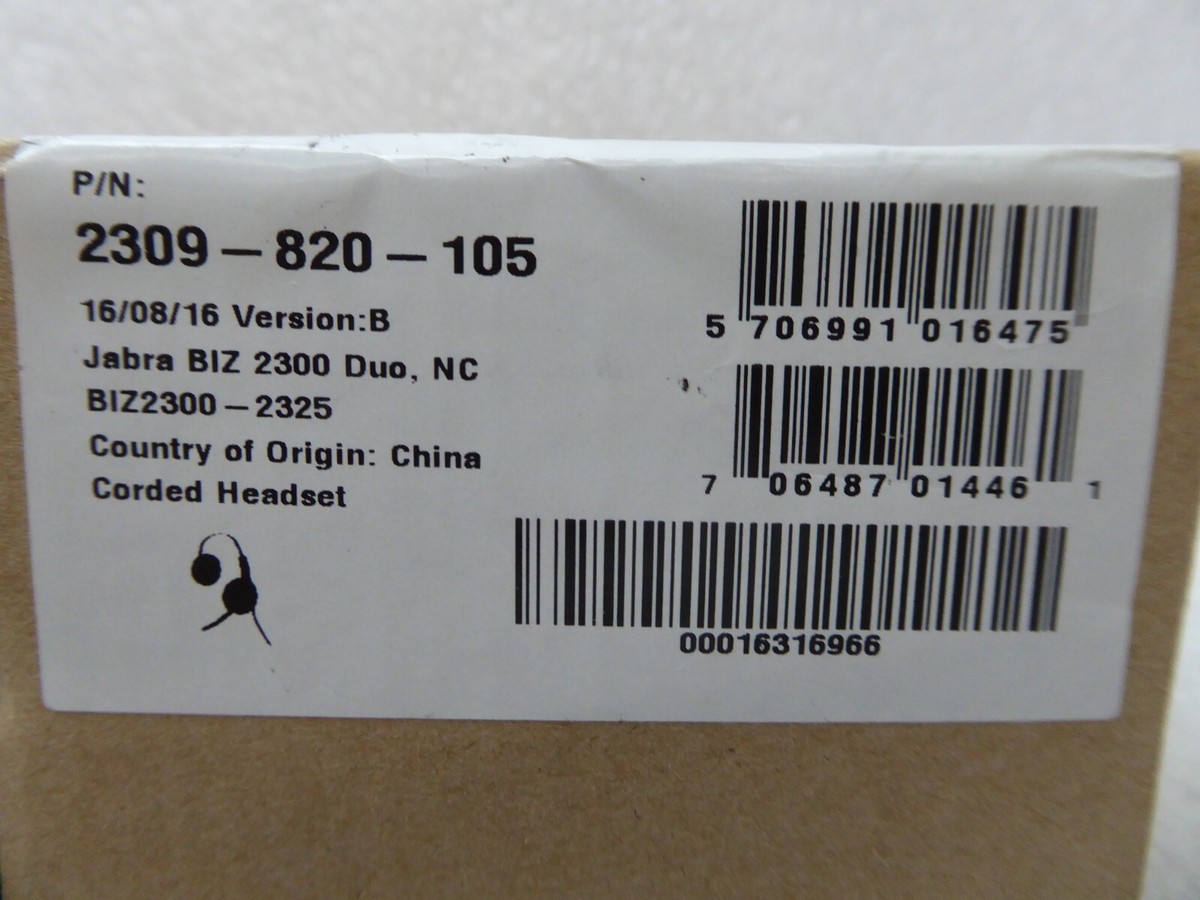 P/N:
2309-820-105
16/08/16 Version:B
Jabra BIZ 2300 Duo, NC
BIZ2300-2325
Country of Origin: China
Corded Headset
5 706991 016475
7 06487 01446 1
00016316966